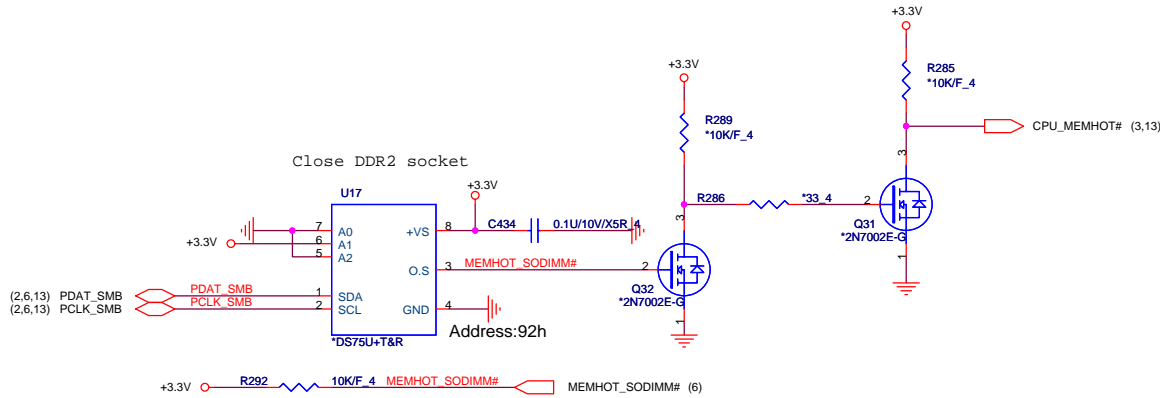 +3.3V
R285
*10K/F_4
+3.3V
R289
*10K/F_4
CPU_MEMHOT# (3,13)
3
Close DDR2 socket
U17
+3.3V
R286 *33_4
2
Q31
*2N7002E-G
1
C434 0.1U/10V/X5R_4
7 A0 +VS 8
+3.3V 6 A1
5 A2
3
O.S 3 MEMHOT_SODIMM# 2
Q32
*2N7002E-G
1
(2,6,13) PDAT_SMB PDAT_SMB 1 SDA
(2,6,13) PCLK_SMB PCLK_SMB 2 SCL GND 4
Address:92h
*DS75U+T&R
+3.3V R292 10K/F_4 MEMHOT_SODIMM# MEMHOT_SODIMM# (6)